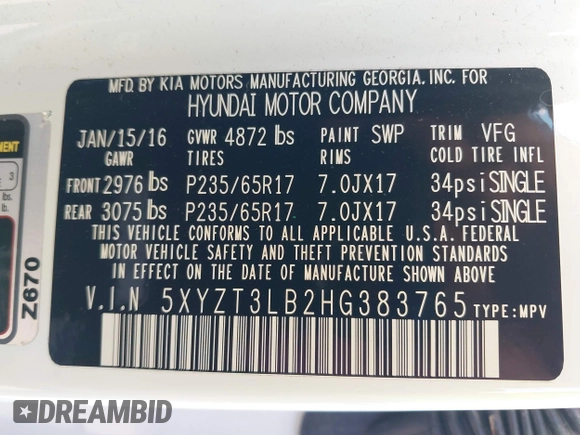 MFD. BY KIA MOTORS MANUFACTURING GEORGIA, INC. FOR
HYUNDAI MOTOR COMPANY
JAN/15/16 GVWR 4872 lbs PAINT SWP TRIM VFG
GAWR TIRES RIMS COLD TIRE INFL
FRONT 2976 lbs P235/65R17 7.0JX17 34psi SINGLE
REAR 3075 lbs P235/65R17 7.0JX17 34psi SINGLE
THIS VEHICLE CONFORMS TO ALL APPLICABLE U.S.A. FEDERAL
MOTOR VEHICLE SAFETY AND THEFT PREVENTION STANDARDS
IN EFFECT ON THE DATE OF MANUFACTURE SHOWN ABOVE.
V.I.N 5XYZT3LB2HG383765 TYPE: MPV
Z670
DREAMBID